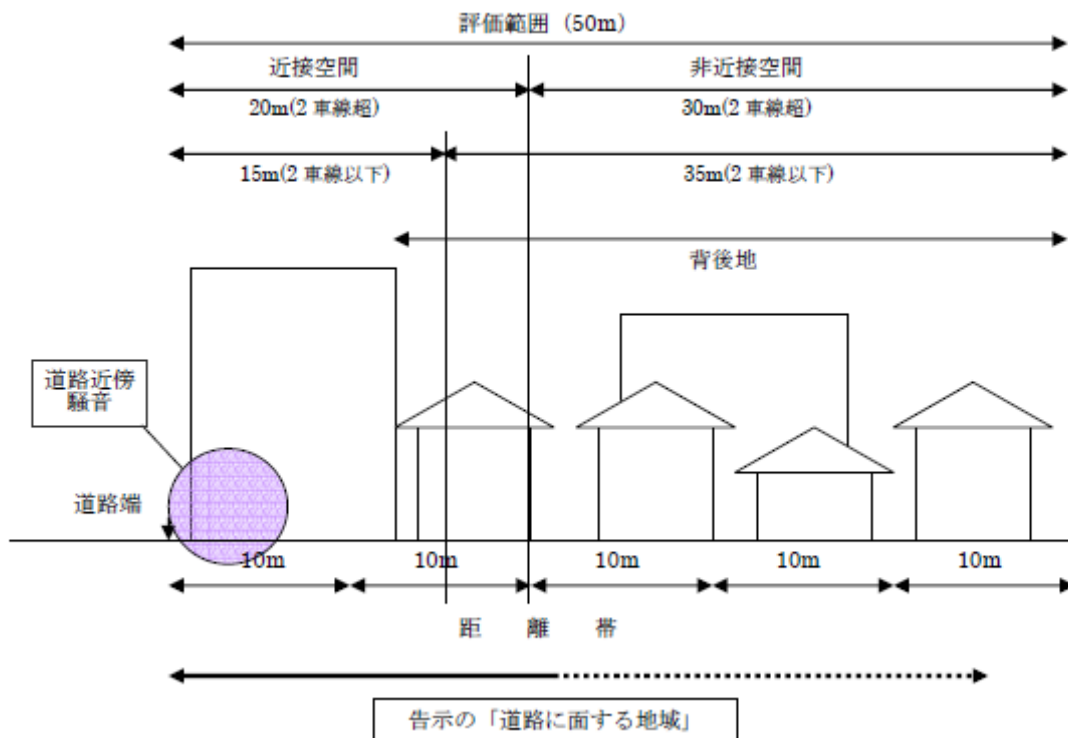 評価範囲（50m）
近接空間
非近接空間
20m(2 車線超)
30m(2 車線超)
15m(2 車線以下)
35m(2 車線以下)
背後地
道路近傍
騒音
道路端
10m
10m
10m
10m
10m
距 離 帯
告示の「道路に面する地域」